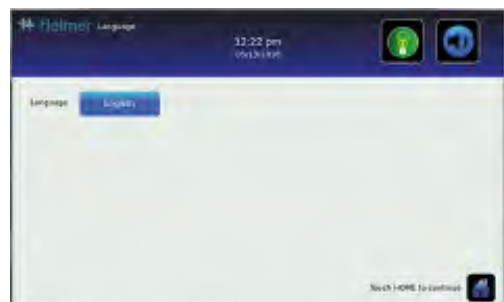 Helmer Language
12:22 pm
Language English
Touch HOME to continue